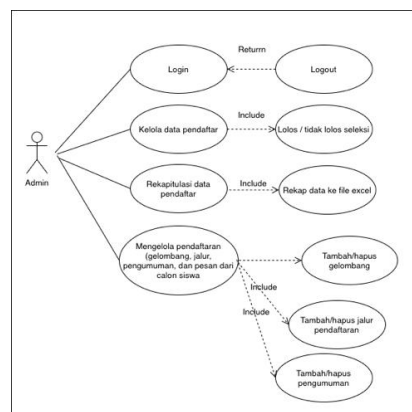 Returrn
Login
Logout
Include
Kelola data pendaftar
Lolos / tidak lolos seleksi
Admin
Rekapitulasi data
pendaftar
Include
Rekap data ke file excel
Mengelola pendaftaran
(gelombang, jalur,
pengumuman, dan pesan dari
calon siswa
Tambah/hapus
gelombang
Include
Tambah/hapus jalur
pendaftaran
Include
Tambah/hapus
pengumuman